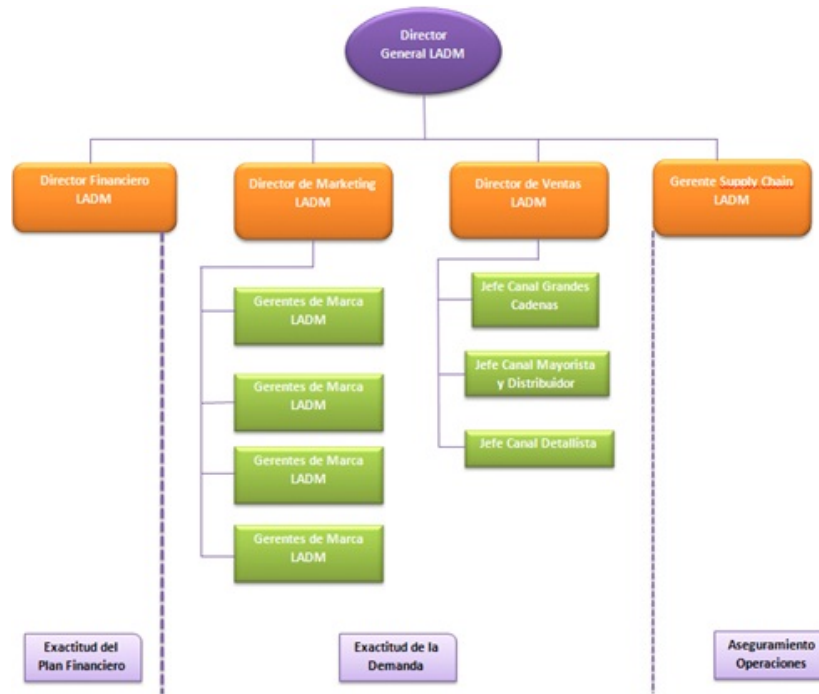 Director
General LADM
Director Financiero
LADM
Director de Marketing
LADM
Director de Ventas
LADM
Gerente Supply Chain
LADM
Gerentes de Marca
LADM
Gerentes de Marca
LADM
Gerentes de Marca
LADM
Gerentes de Marca
LADM
Jefe Canal Grandes
Cadenas
Jefe Canal Mayorista
y Distribuidor
Jefe Canal Detallista
Exactitud del
Plan Financiero
Exactitud de la
Demanda
Aseguramiento
Operaciones